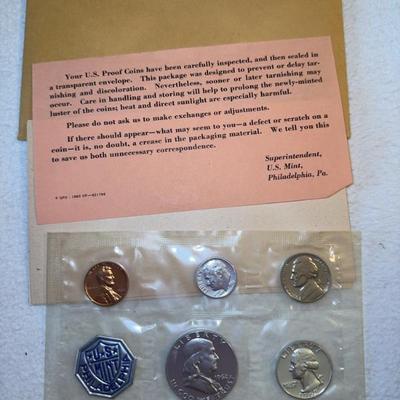 Your U.S. Proof Coins have been carefully inspected, and then sealed in
a transparent envelope. This package was designed to prevent or delay tar-
nishing and discoloration. Nevertheless, sooner or later tarnishing may
occur. Care in handling and storing will help to prolong the newly-minted
luster of the coins; heat and direct sunlight are especially harmful.
Please do not ask us to make exchanges or adjustments.
If there should appear—what may seem to you—a defect or scratch on a
coin—it is, no doubt, a crease in the packaging material. We tell you this
to save us both unnecessary correspondence.
Superintendent,
U.S. Mint,
Philadelphia, Pa.
LIBERTY
1962
U.S.
MINT
PHILADELPHIA